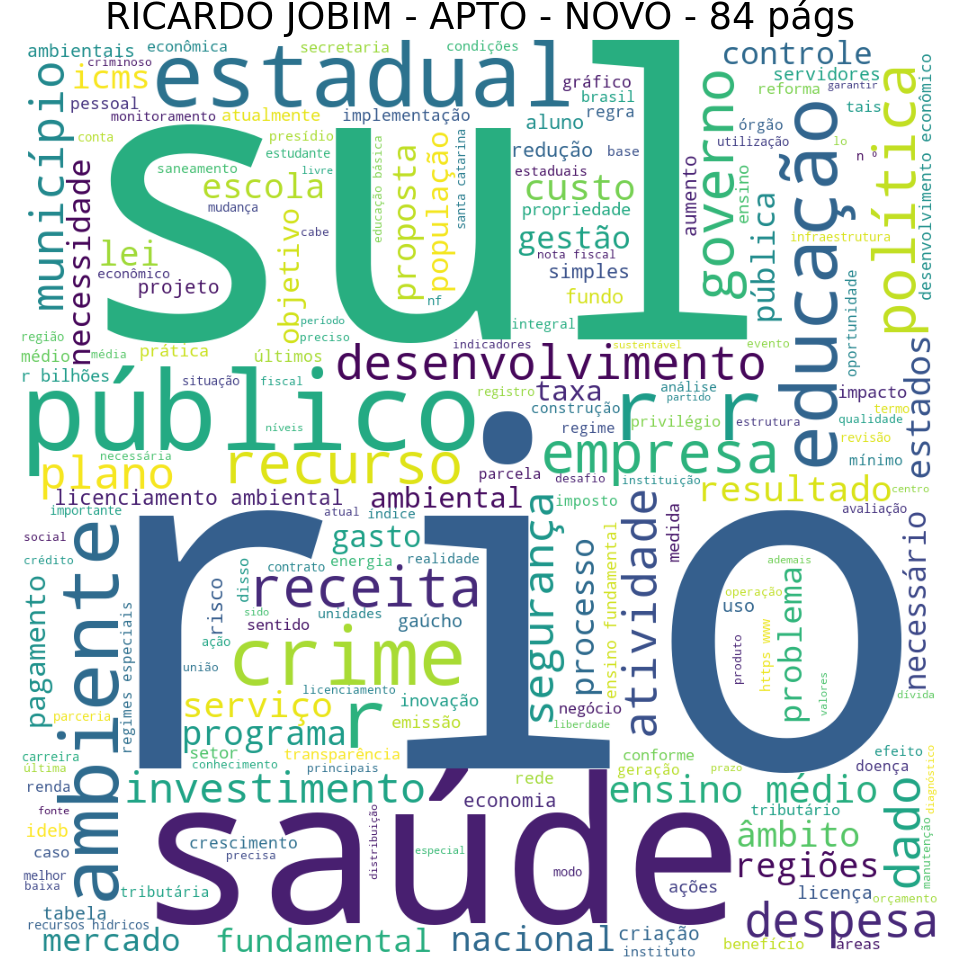 RICARDO JOBIM - APTO - NOVO - 84 págs
ambientais
econômica
secretaria
condições
criminoso
icms
estadual
gráfico
controle
servidores
reforma
garantir
pessoal
brasil
tais
monitoramento
atualmente
implementação
regra
município
conta
presídio
aluno
órgão
utilização
lo
n º
governo
educação
política
desenvolvimento econômico
sul
saneamento
estudante
livre
educação básica
proposta
população
santa catarina
redução
base
estaduais
escola
custo
aumento
ensino
pública
necessidade
mudança
objetivo
cabe
propriedade
gestão
infraestrutura
lei
nota fiscal
econômico
simples
projeto
nf
fundo
oportunidade
região
período
preciso
integral
médio
média
prática
últimos
indicadores
sustentável
evento
r bilhões
situação
fiscal
desenvolvimento
taxa
registro
análise
partido
impacto
estados
público
construção
r
r
termo
níveis
regime
privilégio
estrutura
qualidade
revisão
necessária
plano
recurso
empresa
mínimo
parcela
desafio
instituição
resultado
centro
licenciamento ambiental
ambiental
imposto
importante
atual
índice
avaliação
social
gasto
segurança
atividade
medida
necessário
rio
crédito
disso
contrato
energia
realidade
processo
ensino fundamental
ademais
ambiente
pagamento
regimes especiais
risco
receita
operação
uso
problema
sido
unidades
sentido
gaúcho
ação
crime
produto
https www
valores
união
licenciamento
dívida
serviço
inovação
negócio
parceria
r
emissão
liberdade
programa
carreira
setor
transparência
conforme
efeito
última
conhecimento
principais
geração
prazo
doença
renda
investimento
rede
ensino médio
diagnóstico
fonte
economia
tributário
dado
manutenção
ideb
saúde
distribuição
âmbito
crescimento
caso
precisa
especial
regiões
melhor
baixa
modo
ações
tributária
licença
orçamento
tabela
despesa
recursos hídricos
mercado
fundamental
nacional
criação
instituto
benefício
áreas